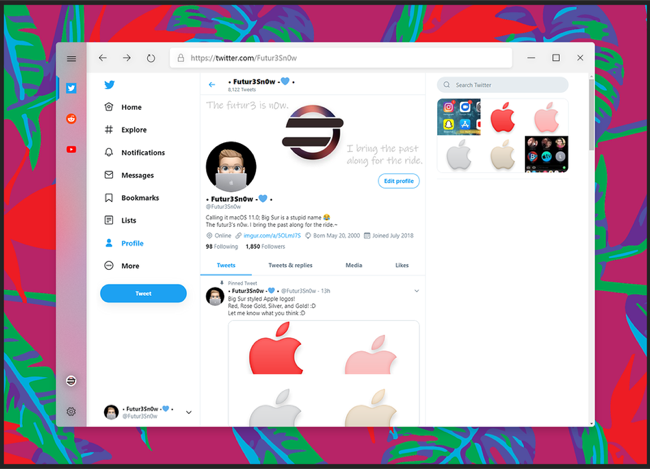 https://twitter.com/Futur3Sn0w
Home
Explore
Notifications
Messages
Bookmarks
Lists
Profile
More
Tweet
• Futur3Sn0w •💙 •
@Futur3Sn0w
• Futur3Sn0w •💙 •
8,122 Tweets
The futur3 is n0w.
I bring the past
along for the ride.
Edit profile
• Futur3Sn0w •💙 •
@Futur3Sn0w
Calling it macOS 11.0; Big Sur is a stupid name 😂
The futur3's n0w. I bring the past along for the ride.~
Online imgur.com/a/5OLmI7S Born May 20, 2000 Joined July 2018
98 Following 1,850 Followers
Tweets Tweets & replies Media Likes
Pinned Tweet
• Futur3Sn0w •💙 • @Futur3Sn0w · 13h
Big Sur styled Apple logos!
Red, Rose Gold, Silver, and Gold! :D
Let me know what you think :D
Search Twitter